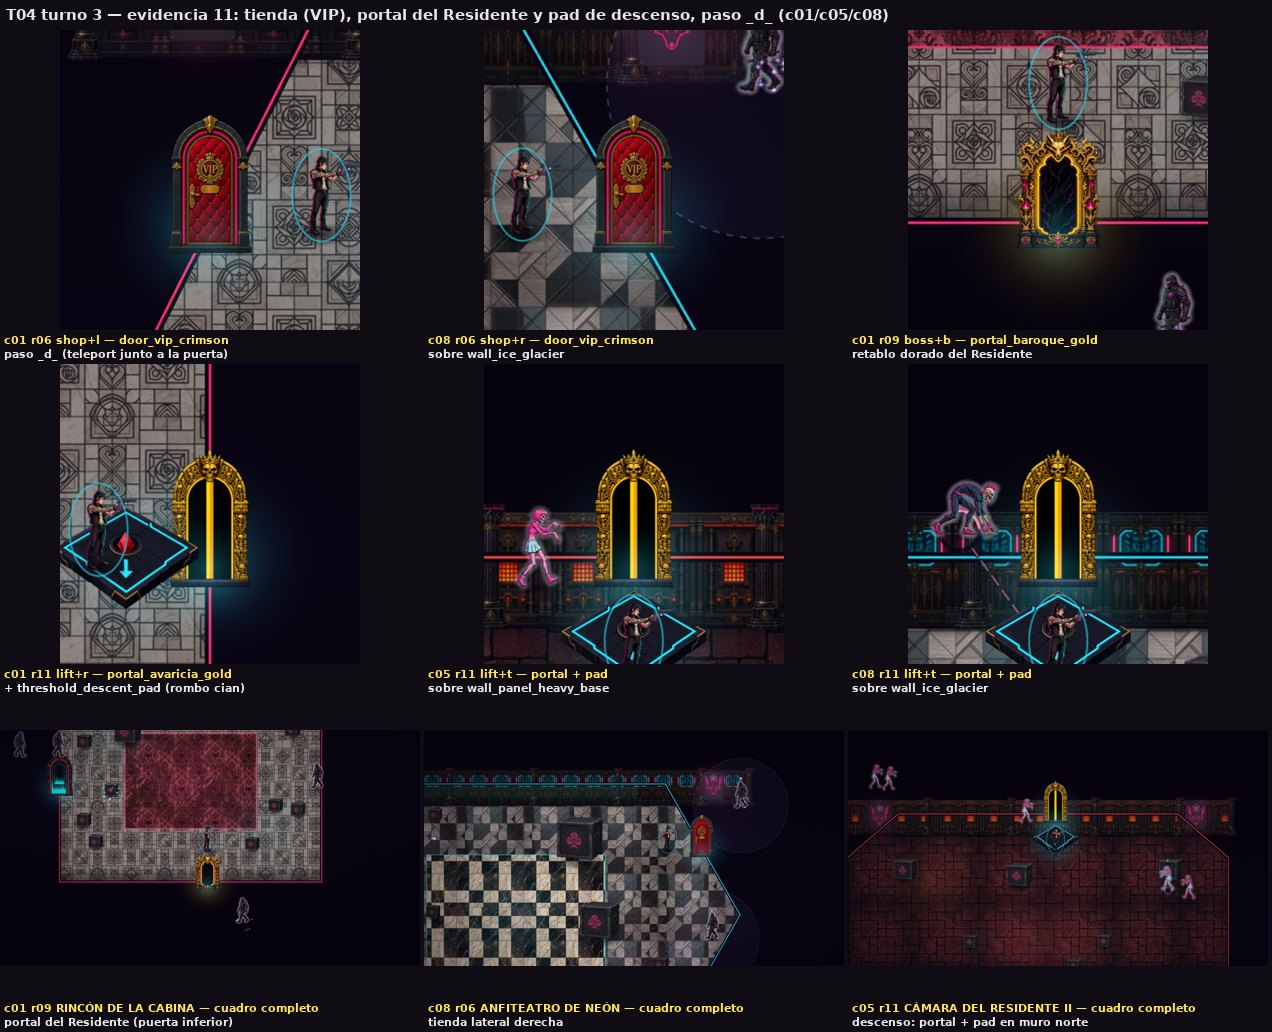 T04 turno 3 — evidencia 11: tienda (VIP), portal del Residente y pad de descenso, paso _d_ (c01/c05/c08)
VIP
VIP
c01 r06 shop+l — door_vip_crimson
paso _d_ (teleport junto a la puerta)
c08 r06 shop+r — door_vip_crimson
sobre wall_ice_glacier
c01 r09 boss+b — portal_baroque_gold
retablo dorado del Residente
c01 r11 lift+r — portal_avaricia_gold
+ threshold_descent_pad (rombo cian)
c05 r11 lift+t — portal + pad
sobre wall_panel_heavy_base
c08 r11 lift+t — portal + pad
sobre wall_ice_glacier
c01 r09 RINCÓN DE LA CABINA — cuadro completo
portal del Residente (puerta inferior)
c08 r06 ANFITEATRO DE NEÓN — cuadro completo
tienda lateral derecha
c05 r11 CÁMARA DEL RESIDENTE II — cuadro completo
descenso: portal + pad en muro norte